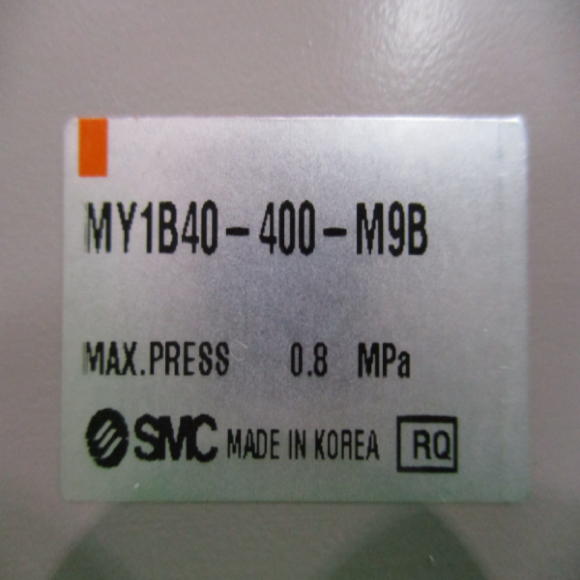 MY1B40-400-M9B
MAX.PRESS 0.8 MPa
SMC MADE IN KOREA RQ